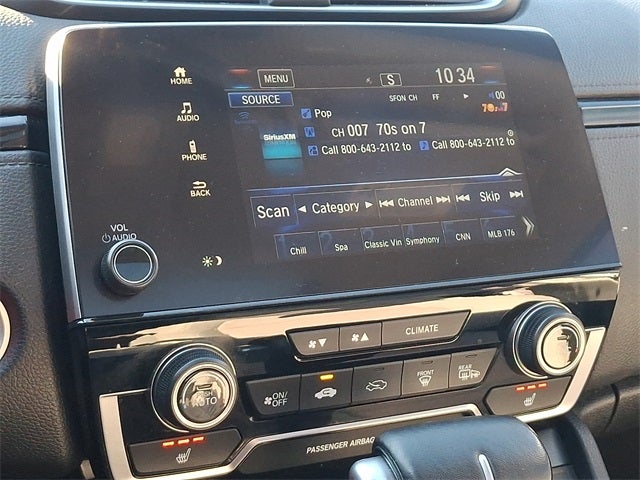 HOME
AUDIO
PHONE
BACK
VOL
AUDIO
MENU
S
10:34
SOURCE
SFON CH FF
00
SiriusXM
Pop
CH 007 70s on 7
Call 800-643-2112 to Call 800-643-2112 to
Scan Category Channel Skip
Chill Spa Classic Vin Symphony CNN MLB 176
CLIMATE
PUSH
AUTO
ON/
OFF
FRONT
REAR
PASSENGER AIRBAG